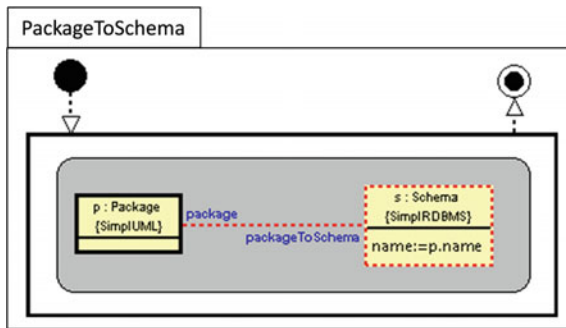 PackageToSchema
p : Package
{SimplUML}
package
packageToSchema
s : Schema
{SimplRDBMS}
name:=p.name